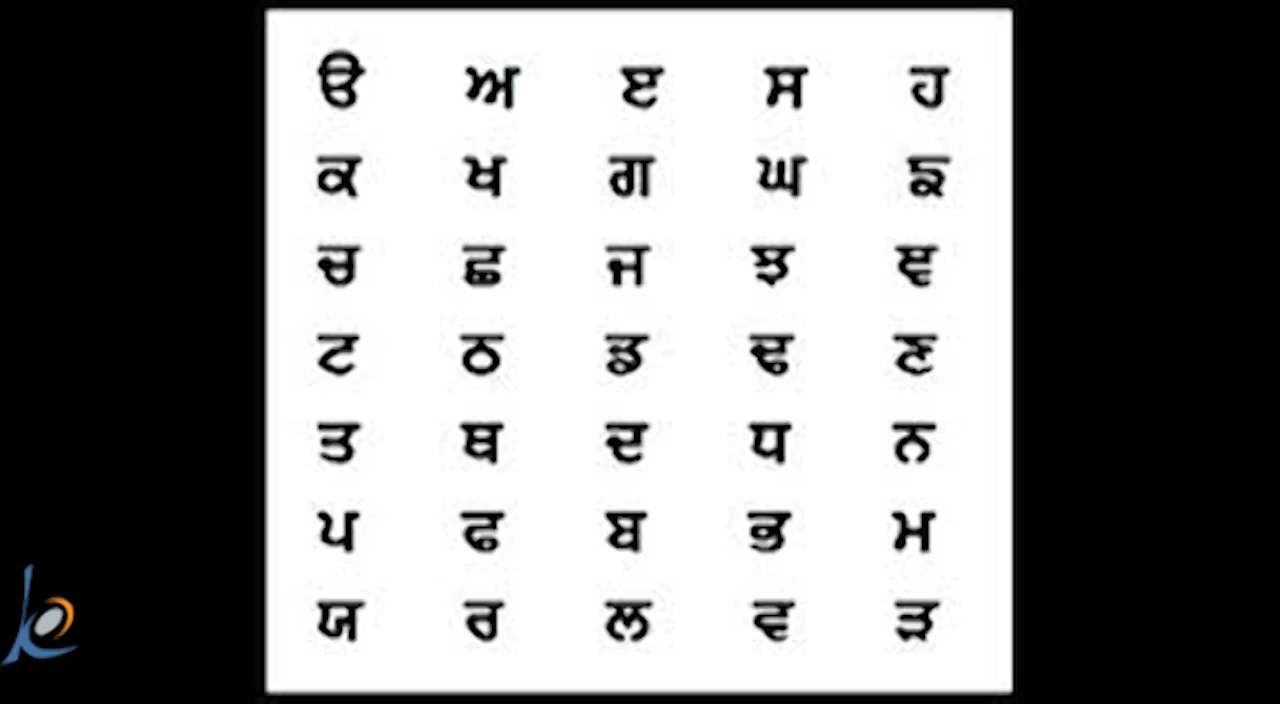 ੳ ਅ ੲ ਸ ਹ
ਕ ਖ ਗ ਘ ਙ
ਚ ਛ ਜ ਝ ਞ
ਟ ਠ ਡ ਢ ਣ
ਤ ਥ ਦ ਧ ਨ
ਪ ਫ ਬ ਭ ਮ
ਯ ਰ ਲ ਵ ੜ